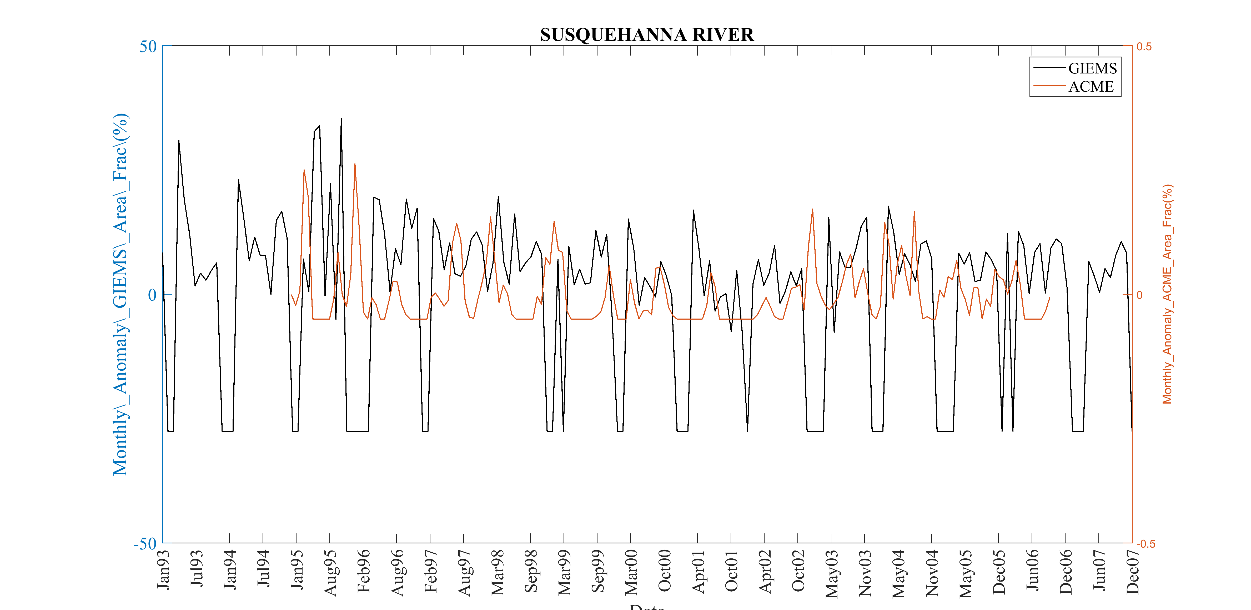 SUSQUEHANNA RIVER
50
0
-50
Monthly\_Anomaly\_GIEMS\_Area\_Frac\(%)
0.5
0
-0.5
Monthly_Anomaly_ACME_Area_Frac(%)
GIEMS
ACME
Jan93
Jul93
Jan94
Jul94
Jan95
Aug95
Feb96
Aug96
Feb97
Aug97
Mar98
Sep98
Mar99
Sep99
Mar00
Oct00
Apr01
Oct01
Apr02
Oct02
May03
Nov03
May04
Nov04
May05
Dec05
Jun06
Dec06
Jun07
Dec07